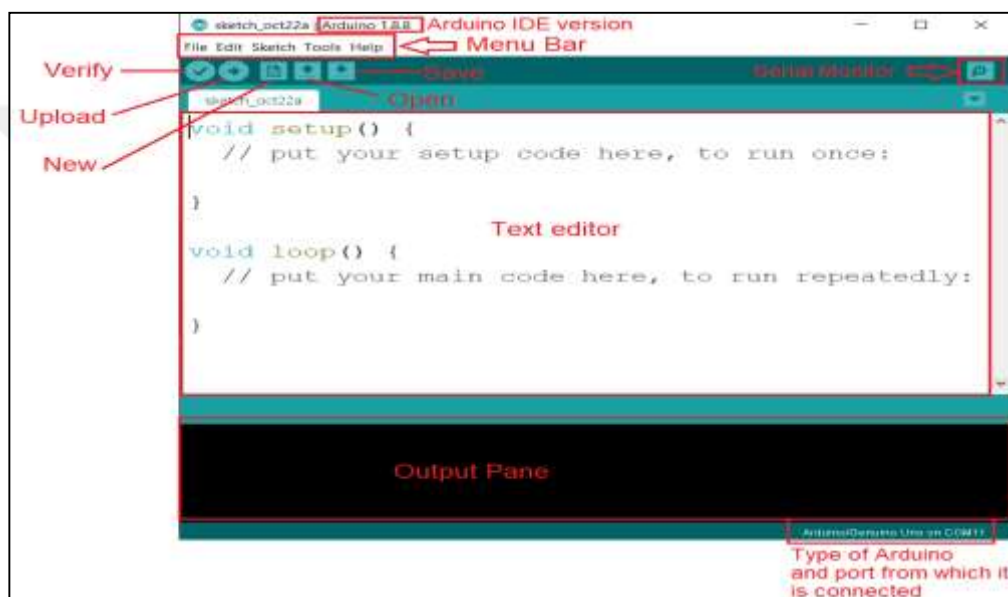 sketch_oct22a | Arduino 1.8.8 Arduino IDE version
File Edit Sketch Tools Help Menu Bar
Verify
Save
Serial Monitor
sketch_oct22a
Open
Upload
New
void setup() {
// put your setup code here, to run once:
}
Text editor
void loop() {
// put your main code here, to run repeatedly:
}
Output Pane
Arduino/Genuino Uno on COM11
Type of Arduino
and port from which it
is connected